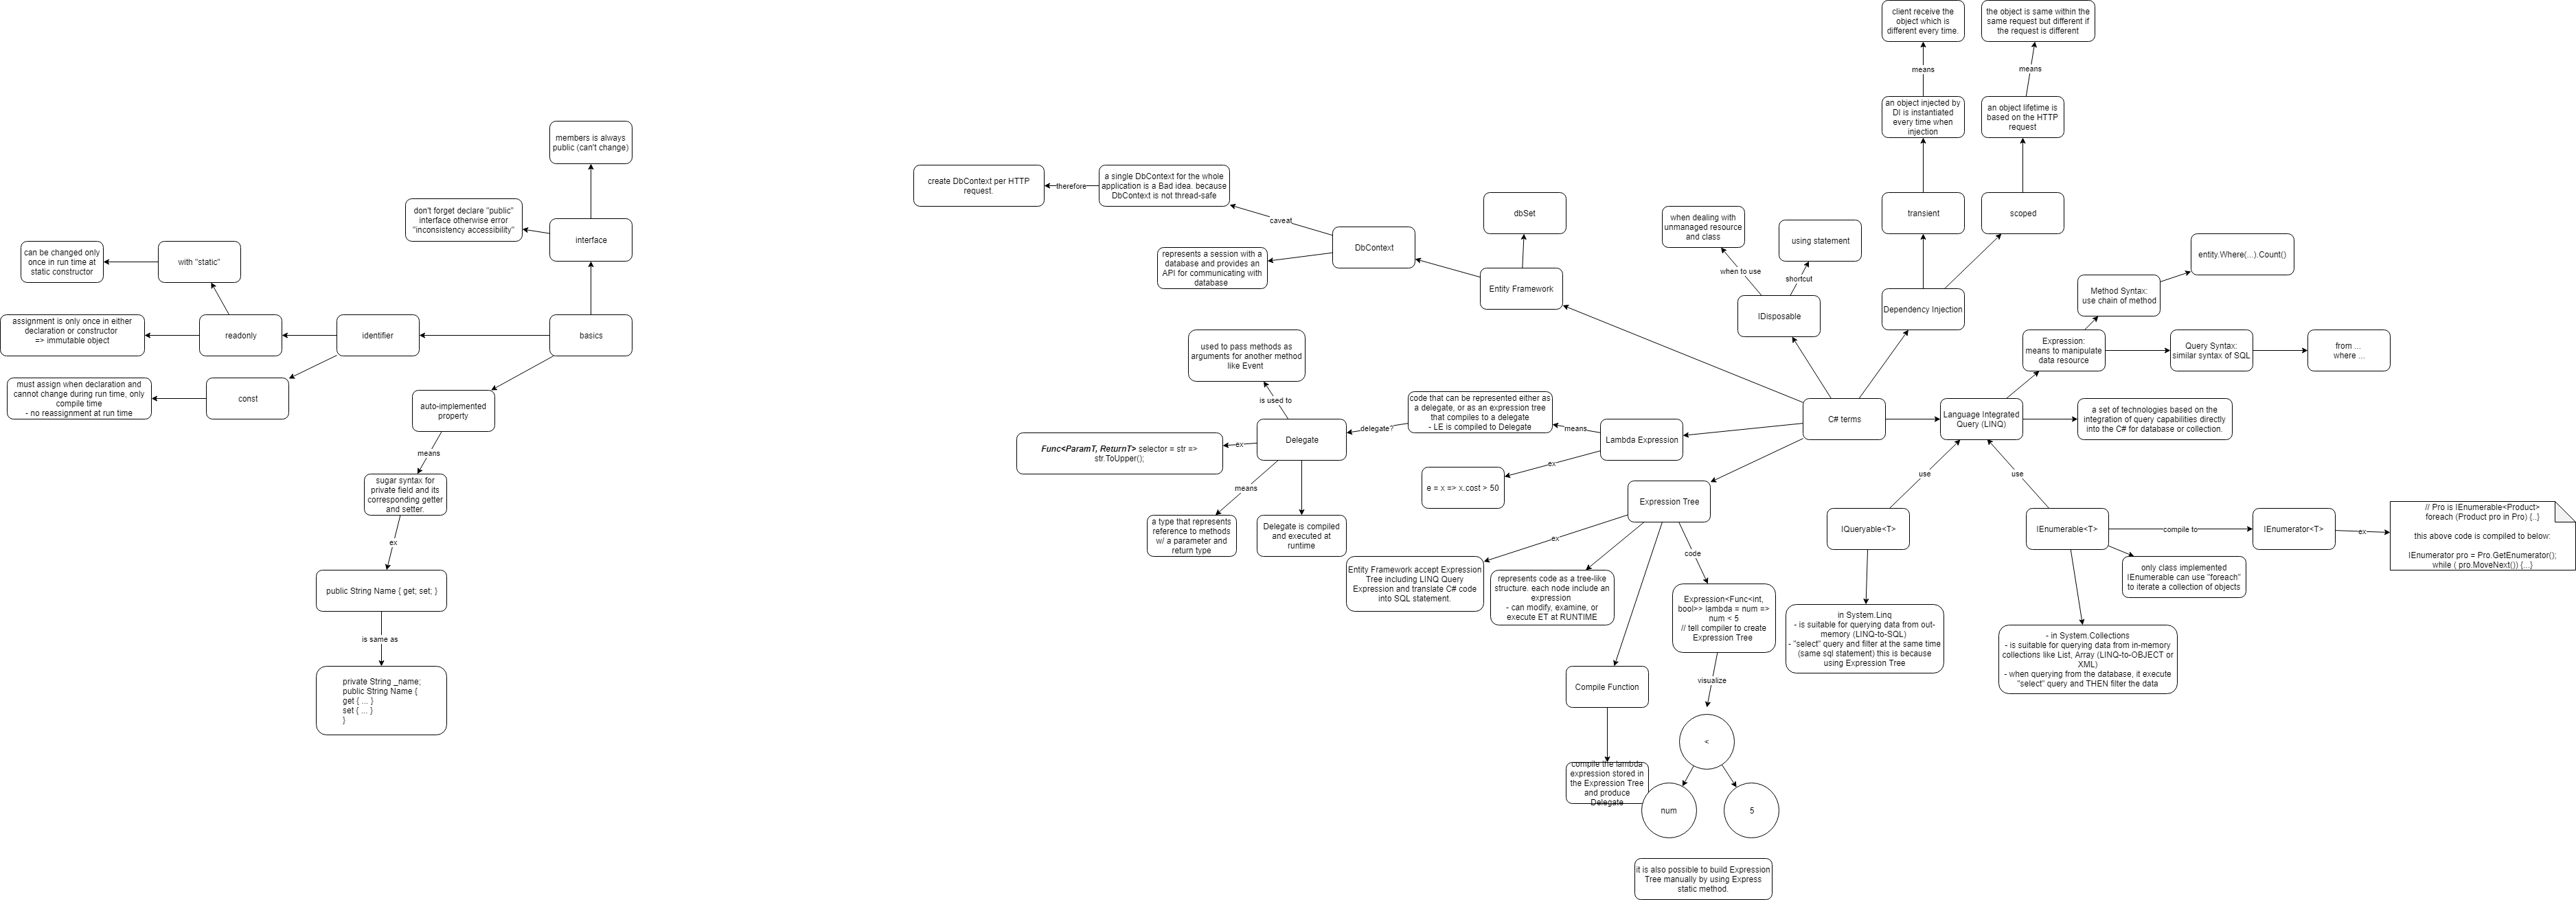 client receive the
object which is
different every time.
the object is same within the
same request but different if
the request is different
means
means
an object injected by
DI is instantiated
every time when
injection
an object lifetime is
based on the HTTP
request
transient
scoped
Dependency Injection
members is always
public (can't change)
don't forget declare "public"
interface otherwise error
"inconsistency accessibility"
interface
can be changed only
once in run time at
static constructor
with "static"
assignment is only once in either
declaration or constructor
=> immutable object
readonly
identifier
basics
must assign when declaration and
cannot change during run time, only
compile time
- no reassignment at run time
const
auto-implemented
property
means
sugar syntax for
private field and its
corresponding getter
and setter.
ex
public String Name { get; set; }
is same as
private String _name;
public String Name {
get { ... }
set { ... }
}
create DbContext per HTTP
request.
therefore
a single DbContext for the whole
application is a Bad idea. because
DbContext is not thread-safe
caveat
represents a session with a
database and provides an
API for communicating with
database
DbContext
dbSet
Entity Framework
when dealing with
unmanaged resource
and class
using statement
when to use
shortcut
IDisposable
entity.Where(...).Count()
Method Syntax:
use chain of method
Expression:
means to manipulate
data resource
Query Syntax:
similar syntax of SQL
from ...
where ...
C# terms
Language Integrated
Query (LINQ)
a set of technologies based on the
integration of query capabilities directly
into the C# for database or collection.
used to pass methods as
arguments for another method
like Event
is used to
Delegate
delegate?
code that can be represented either as
a delegate, or as an expression tree
that compiles to a delegate
- LE is compiled to Delegate
means
Lambda Expression
ex
e = x => x.cost > 50
Func<ParamT, ReturnT> selector = str =>
str.ToUpper();
ex
means
a type that represents
reference to methods
w/ a parameter and
return type
Delegate is compiled
and executed at
runtime
Expression Tree
ex
code
Entity Framework accept Expression
Tree including LINQ Query
Expression and translate C# code
into SQL statement.
represents code as a tree-like
structure. each node include an
expression
- can modify, examine, or
execute ET at RUNTIME
Expression<Func<int,
bool>> lambda = num =>
num < 5
// tell compiler to create
Expression Tree
visualize
Compile Function
compile the lambda
expression stored in
the Expression Tree
and produce
Delegate
<
num
5
it is also possible to build Expression
Tree manually by using Express
static method.
use
use
IQueryable<T>
in System.Linq
- is suitable for querying data from out-
memory (LINQ-to-SQL)
- "select" query and filter at the same time
(same sql statement) this is because
using Expression Tree
IEnumerable<T>
compile to
IEnumerator<T>
ex
// Pro is IEnumerable<Product>
foreach (Product pro in Pro) {..}
this above code is compiled to below:
IEnumerator pro = Pro.GetEnumerator();
while ( pro.MoveNext()) {...}
only class implemented
IEnumerable can use "foreach"
to iterate a collection of objects
- in System.Collections
- is suitable for querying data from in-memory
collections like List, Array (LINQ-to-OBJECT or
XML)
- when querying from the database, it execute
"select" query and THEN filter the data